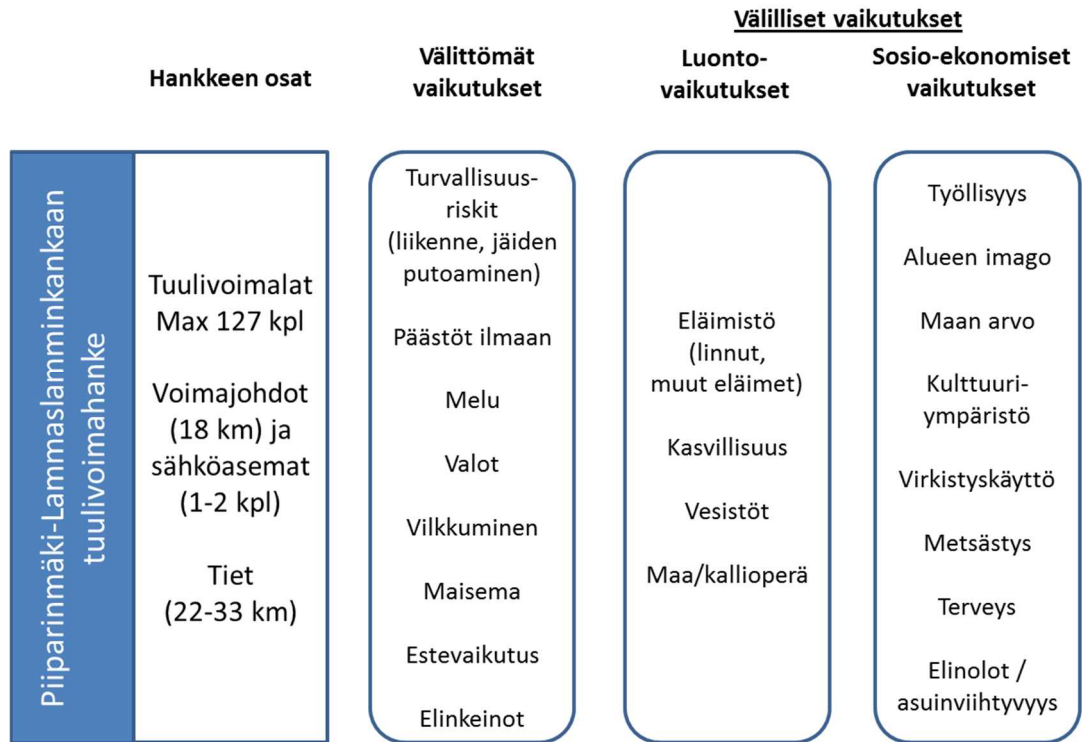 Välilliset vaikutukset
Hankkeen osat
Välittömät
vaikutukset
Luonto-
vaikutukset
Sosio-ekonomiset
vaikutukset
Piiparinmäki-Lammaslamminkankaan
tuulivoimahanke
Tuulivoimalat
Max 127 kpl
Voimajohdot
(18 km) ja
sähköasemat
(1-2 kpl)
Tiet
(22-33 km)
Turvallisuus-
riskit
(liikenne, jäiden
putoaminen)
Päästöt ilmaan
Melu
Valot
Vilkkuminen
Maisema
Estevaikutus
Elinkeinot
Eläimistö
(linnut,
muut eläimet)
Kasvillisuus
Vesistöt
Maa/kallioperä
Työllisyys
Alueen imago
Maan arvo
Kulttuuri-
ympäristö
Virkistyskäyttö
Metsästys
Terveys
Elinolot /
asuinviihtyvyys